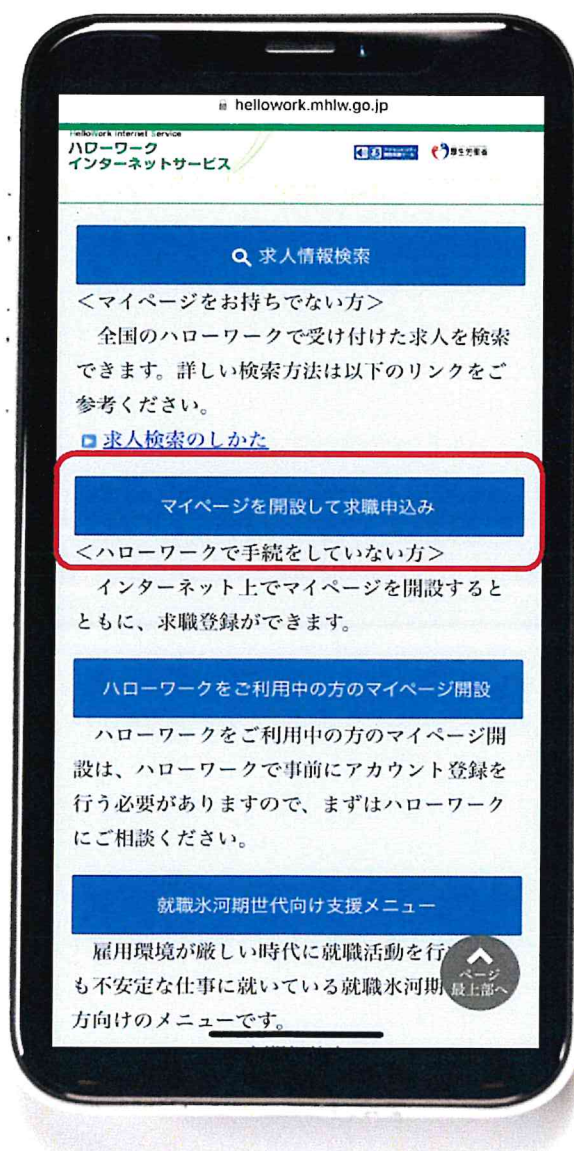 hellowork.mhlw.go.jp
HelloWork Internet Service
ハローワーク
インターネットサービス
厚生労働省
求人情報検索
＜マイページをお持ちでない方＞
全国のハローワークで受け付けた求人を検索
できます。詳しい検索方法は以下のリンクをご
参考ください。
求人検索のしかた
マイページを開設して求職申込み
＜ハローワークで手続をしていない方＞
インターネット上でマイページを開設すると
ともに、求職登録ができます。
ハローワークをご利用中の方のマイページ開設
ハローワークをご利用中の方のマイページ開
設は、ハローワークで事前にアカウント登録を
行う必要がありますので、まずはハローワーク
にご相談ください。
就職氷河期世代向け支援メニュー
雇用環境が厳しい時代に就職活動を行
も不安定な仕事に就いている就職氷河期
方向けのメニューです。
ページ
最上部へ